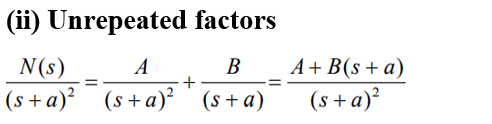 (ii) Unrepeated factors
N(s)/(s + a)² = A/(s + a)² + B/(s + a) = A + B(s + a)/(s + a)²